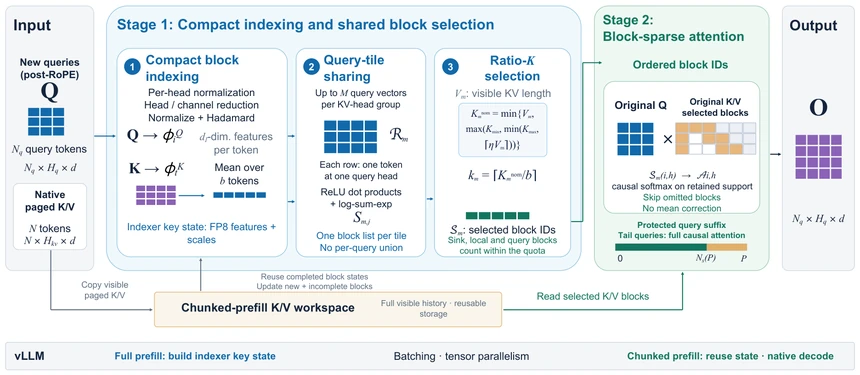 Input
New queries
(post-RoPE)
Q
N_q query tokens
N_q × H_q × d
Native
paged K/V
N tokens
N × H_kv × d
Stage 1: Compact indexing and shared block selection
1 Compact block
indexing
Per-head normalization
Head / channel reduction
Normalize + Hadamard
Q → ϕ_i^Q
d_I-dim. features
per token
K → ϕ_i^K
Mean over
b tokens
Indexer key state: FP8 features +
scales
2 Query-tile
sharing
Up to M query vectors
per KV-head group
ℛ_m
Each row: one token
at one query head
ReLU dot products
+ log-sum-exp
S_m,j
One block list per tile
No per-query union
3 Ratio-K
selection
V_m: visible KV length
K_m^nom = min{V_m,
max(K_min, min(K_max,
⌈ηV_m⌉))}
k_m = ⌈K_m^nom/b⌉
𝒮_m: selected block IDs
Sink, local and query blocks
count within the quota
Stage 2:
Block-sparse attention
Ordered block IDs
Original Q
Original K/V
selected blocks
×
𝒮_m(i,h) → 𝒜i,h
causal softmax on retained support
Skip omitted blocks
No mean correction
Protected query suffix
Tail queries: full causal attention
0
N_s(P)
P
Output
O
N_q × H_q × d
Copy visible
paged K/V
Reuse completed block states
Update new + incomplete blocks
Chunked-prefill K/V workspace
Full visible history · reusable
storage
Read selected K/V blocks
vLLM
Full prefill: build indexer key state
Batching · tensor parallelism
Chunked prefill: reuse state · native decode